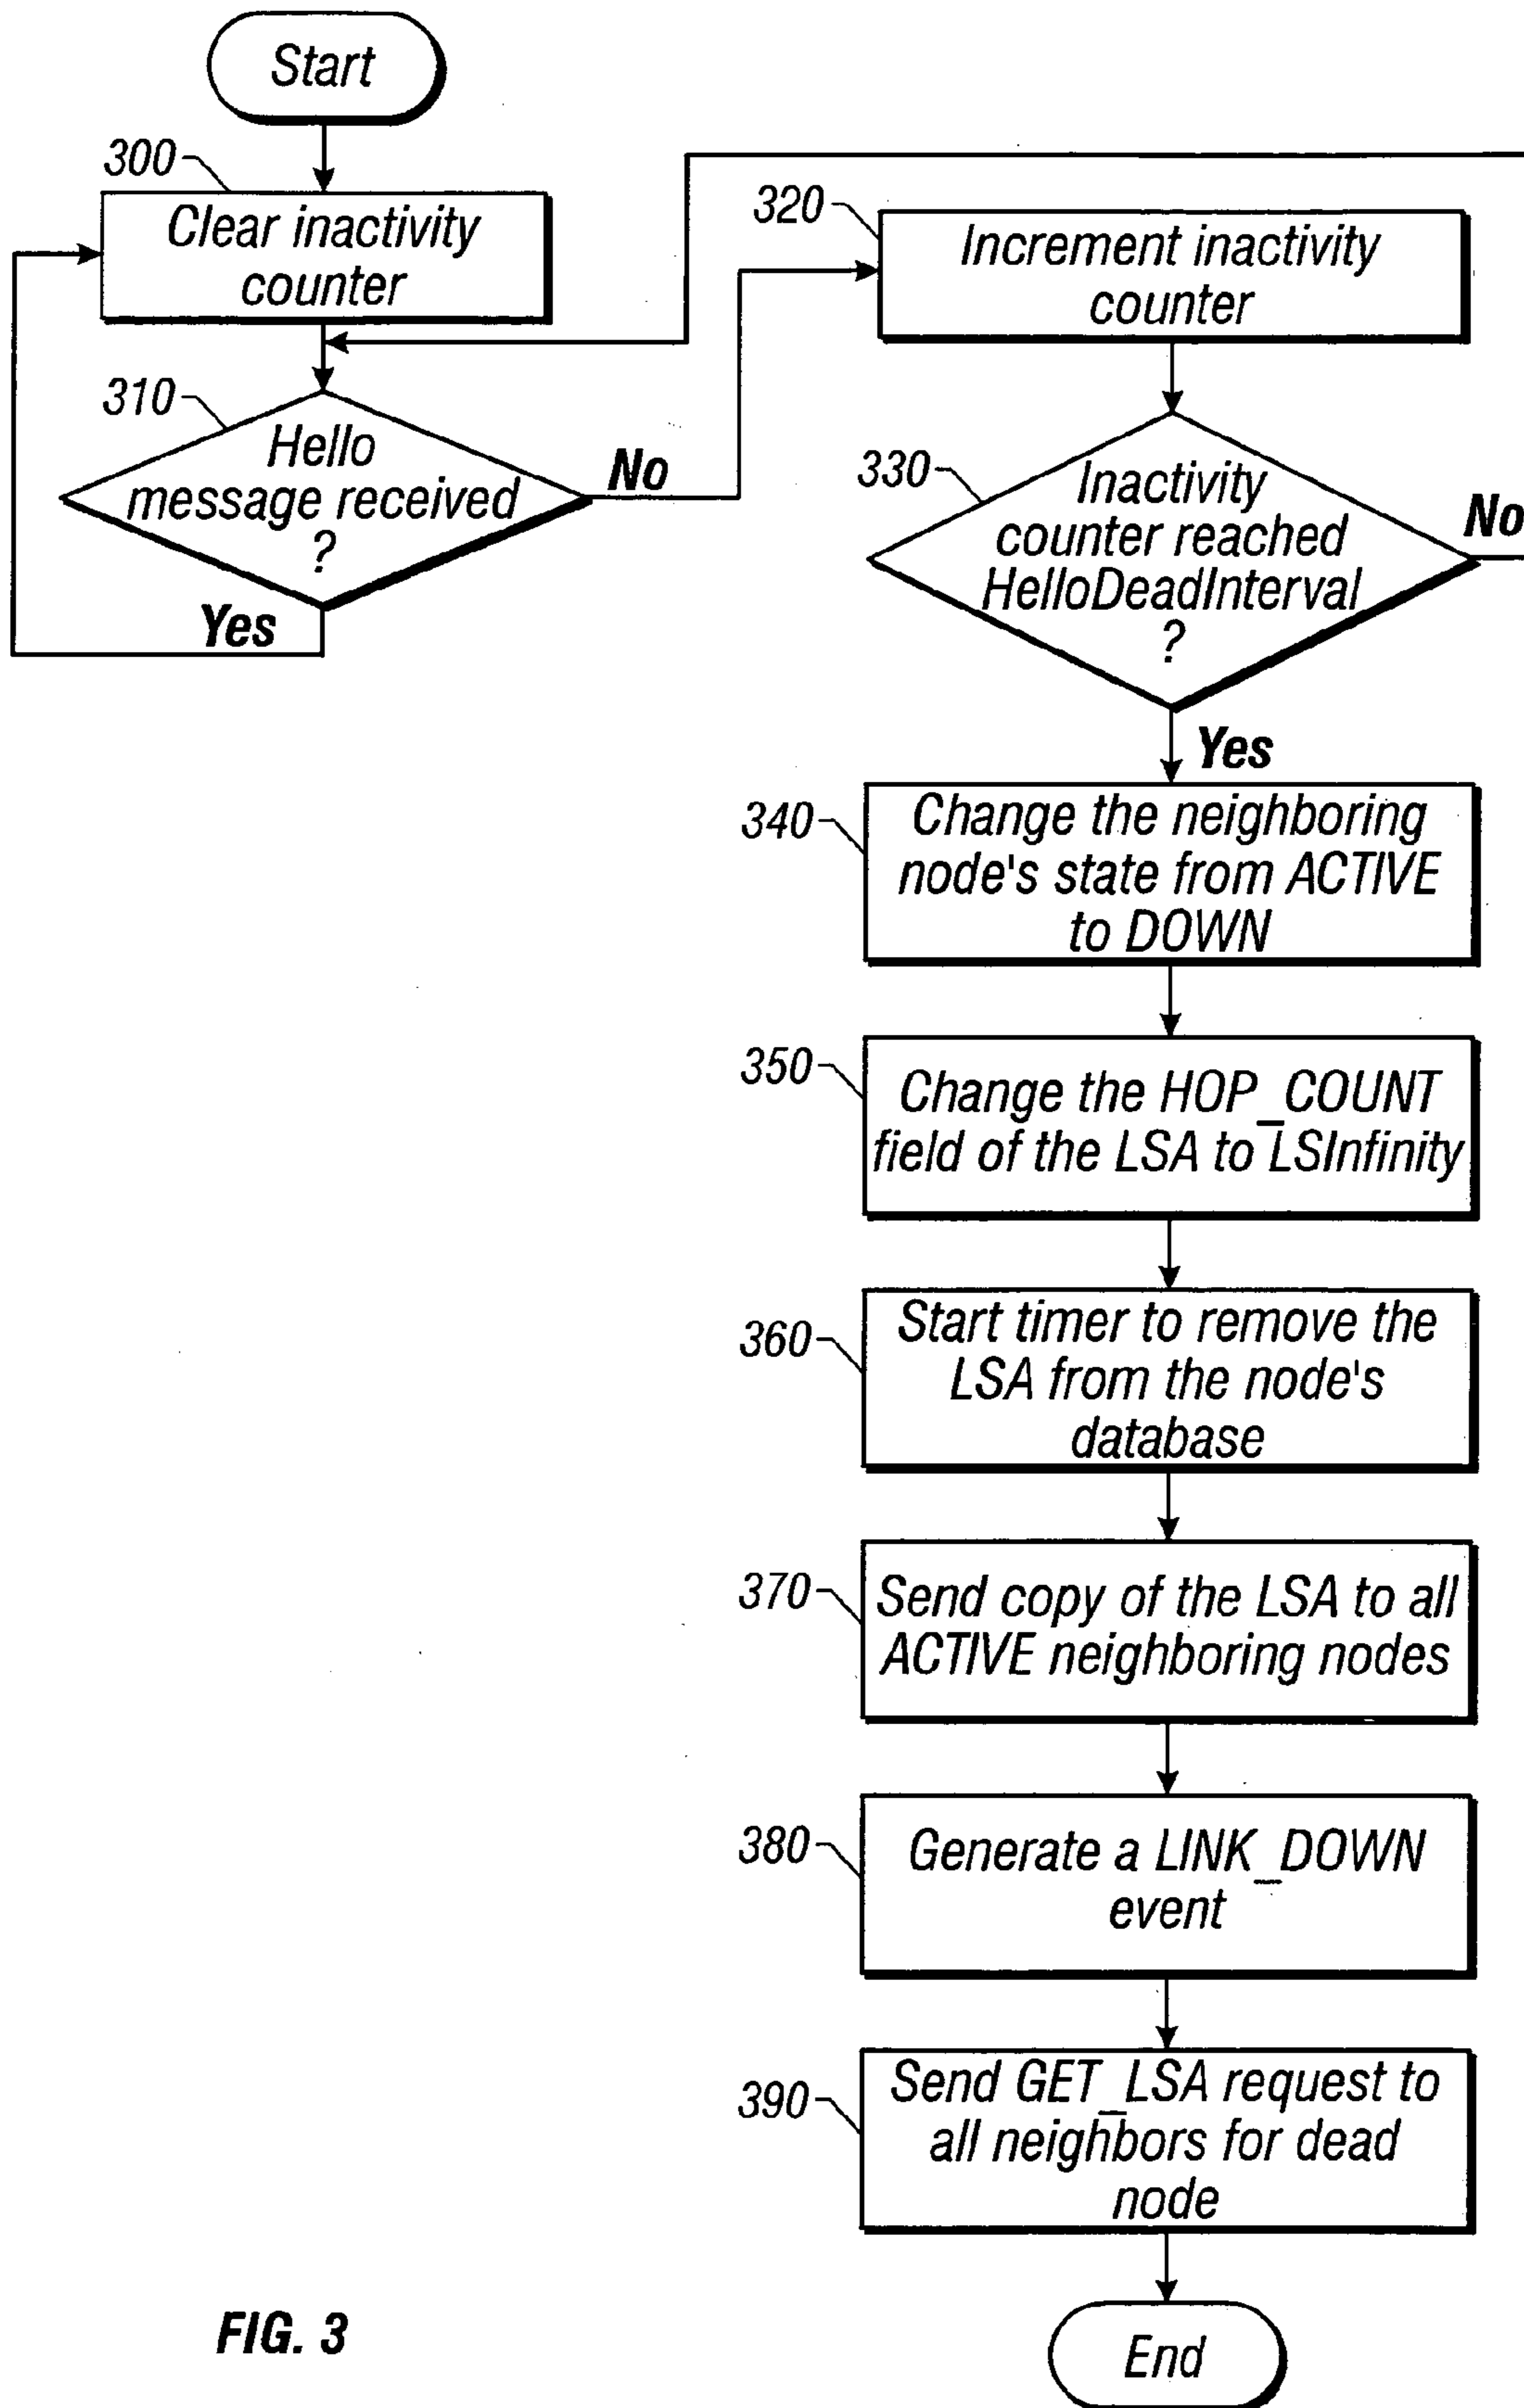 Start
300
Clear inactivity
counter
310
Hello
message received
?
No
Yes
320
Increment inactivity
counter
330
Inactivity
counter reached
HelloDeadInterval
?
No
Yes
340
Change the neighboring
node's state from ACTIVE
to DOWN
350
Change the HOP_COUNT
field of the LSA to LSInfinity
360
Start timer to remove the
LSA from the node's
database
370
Send copy of the LSA to all
ACTIVE neighboring nodes
380
Generate a LINK_DOWN
event
390
Send GET_LSA request to
all neighbors for dead
node
End
FIG. 3